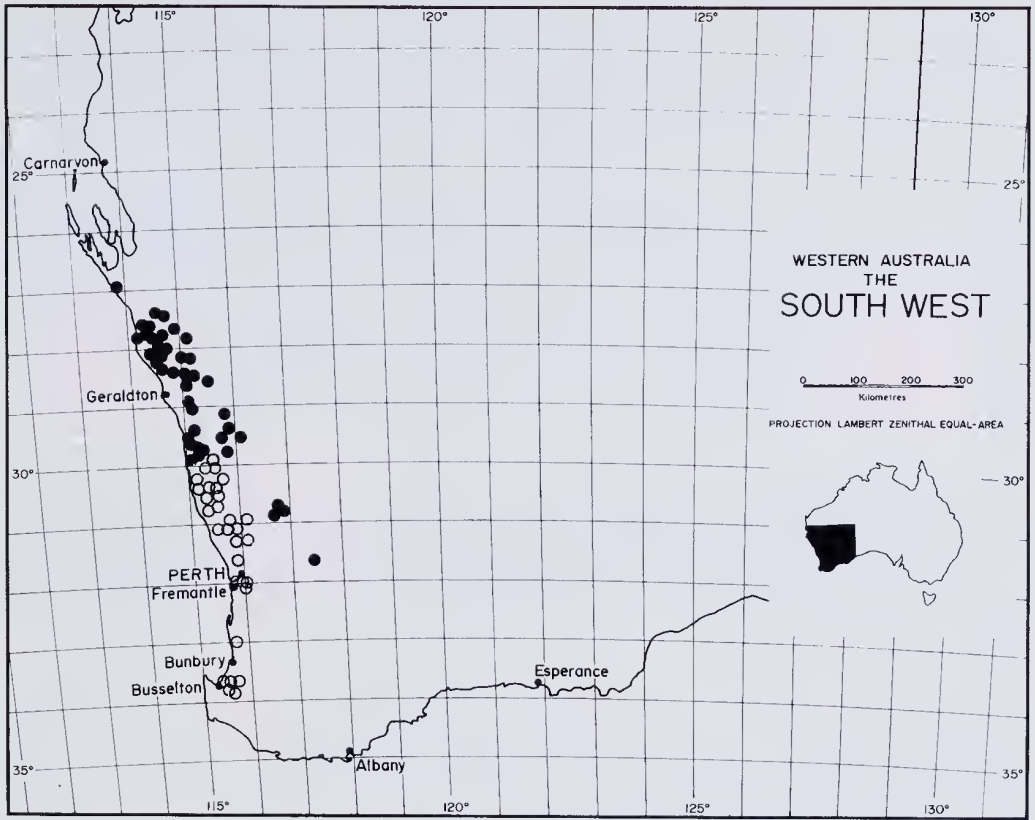 115° 120° 125° 130°
Carnarvon
25° 25°
WESTERN AUSTRALIA
THE
SOUTH WEST
0 100 200 300
Kilometres
PROJECTION LAMBERT ZENITHAL EQUAL-AREA
Geraldton
30° 30°
PERTH
Fremantle
Bunbury
Busselton
Esperance
Albany
35° 35°
115° 120° 125° 130°